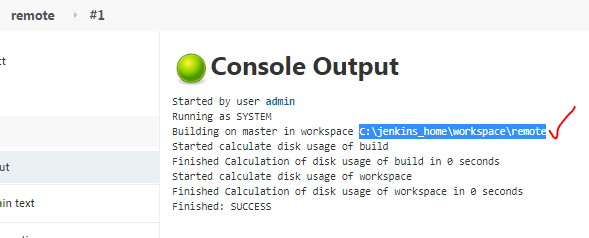 remote #1
Console Output
Started by user admin
Running as SYSTEM
Building on master in workspace C:\jenkins_home\workspace\remote
Started calculate disk usage of build
Finished Calculation of disk usage of build in 0 seconds
Started calculate disk usage of workspace
Finished Calculation of disk usage of workspace in 0 seconds
Finished: SUCCESS
ct
ut
ain text